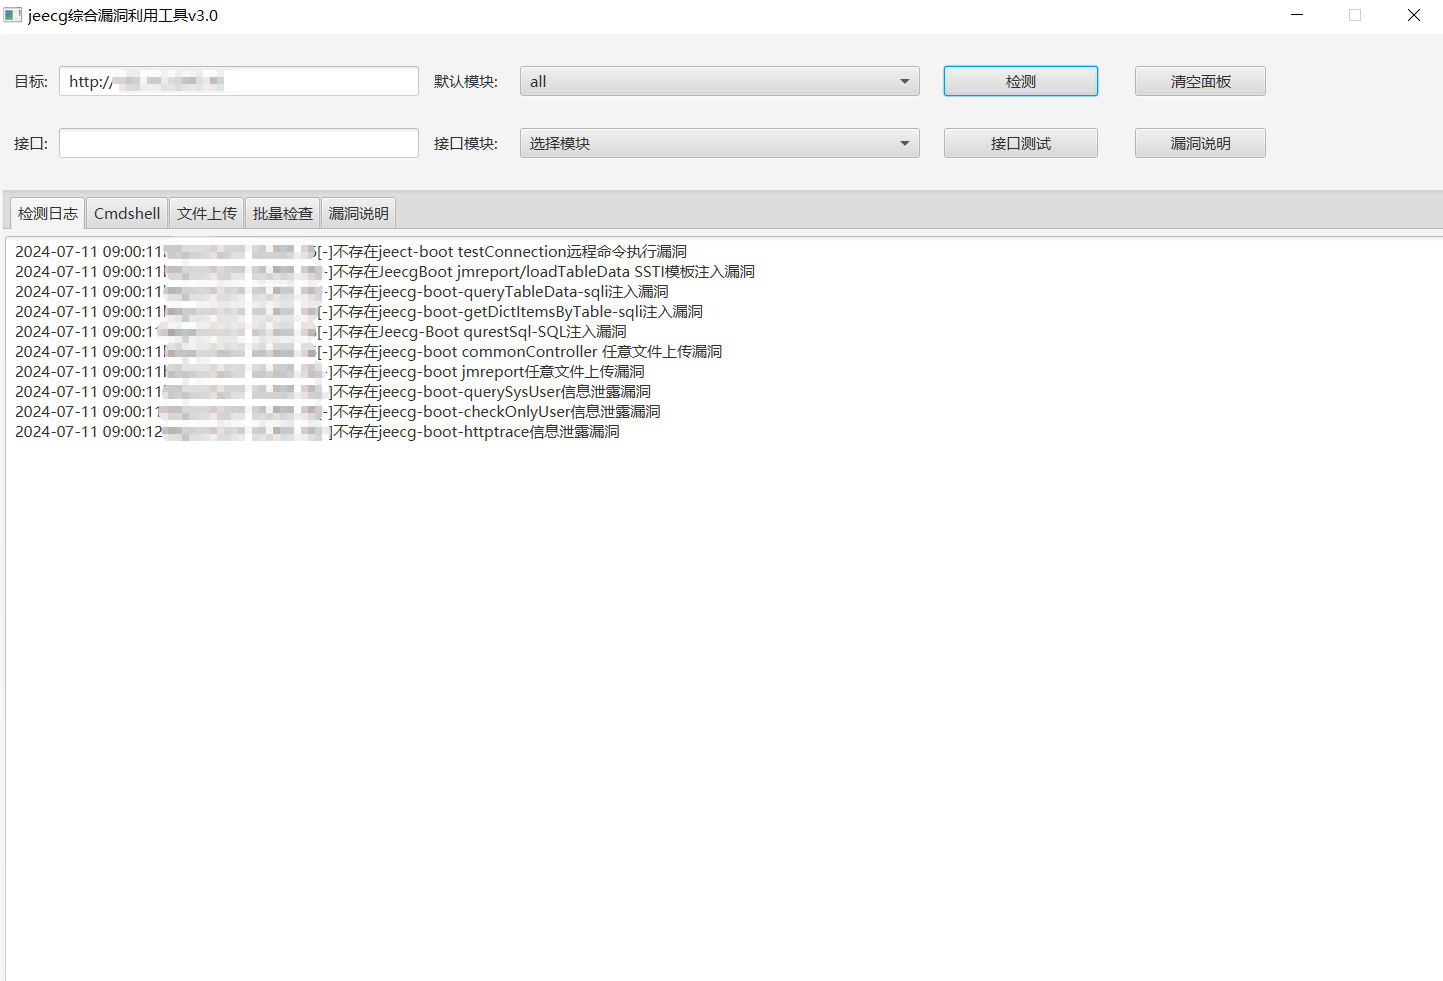 jeecg综合漏洞利用工具v3.0
目标: http:// 默认模块: all 检测 清空面板
接口: 接口模块: 选择模块 接口测试 漏洞说明
检测日志 Cmdshell 文件上传 批量检查 漏洞说明
2024-07-11 09:00:11 [-]不存在jeect-boot testConnection远程命令执行漏洞
2024-07-11 09:00:11 -]不存在JeecgBoot jmreport/loadTableData SSTI模板注入漏洞
2024-07-11 09:00:11 -]不存在jeecg-boot-queryTableData-sqli注入漏洞
2024-07-11 09:00:11 [-]不存在jeecg-boot-getDictItemsByTable-sqli注入漏洞
2024-07-11 09:00:11 [-]不存在Jeecg-Boot qurestSql-SQL注入漏洞
2024-07-11 09:00:11 [-]不存在jeecg-boot commonController 任意文件上传漏洞
2024-07-11 09:00:11 -]不存在jeecg-boot jmreport任意文件上传漏洞
2024-07-11 09:00:11 ]不存在jeecg-boot-querySysUser信息泄露漏洞
2024-07-11 09:00:11 -]不存在jeecg-boot-checkOnlyUser信息泄露漏洞
2024-07-11 09:00:12 ]不存在jeecg-boot-httptrace信息泄露漏洞